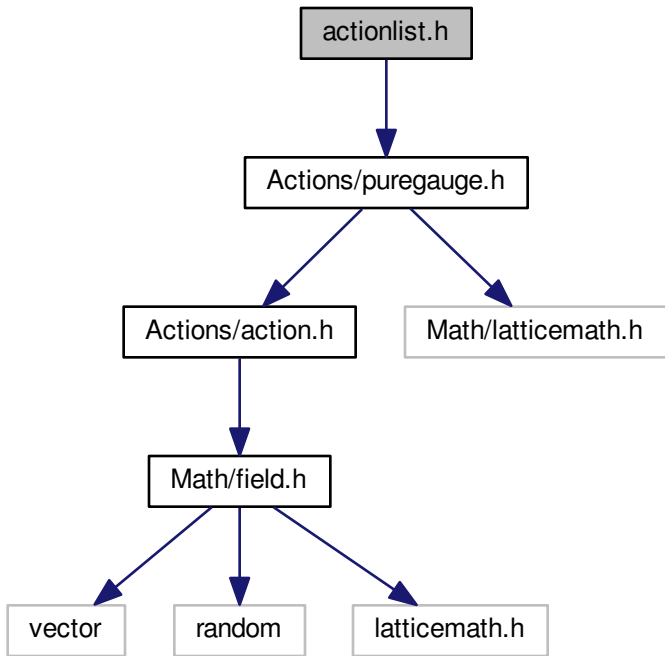 actionlist.h
Actions/puregauge.h
Actions/action.h
Math/latticemath.h
Math/field.h
vector
random
latticemath.h